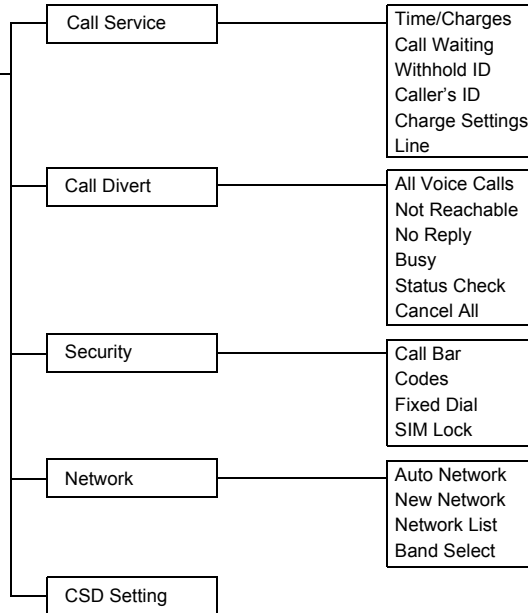 Call Service
Time/Charges
Call Waiting
Withhold ID
Caller's ID
Charge Settings
Line
Call Divert
All Voice Calls
Not Reachable
No Reply
Busy
Status Check
Cancel All
Security
Call Bar
Codes
Fixed Dial
SIM Lock
Network
Auto Network
New Network
Network List
Band Select
CSD Setting